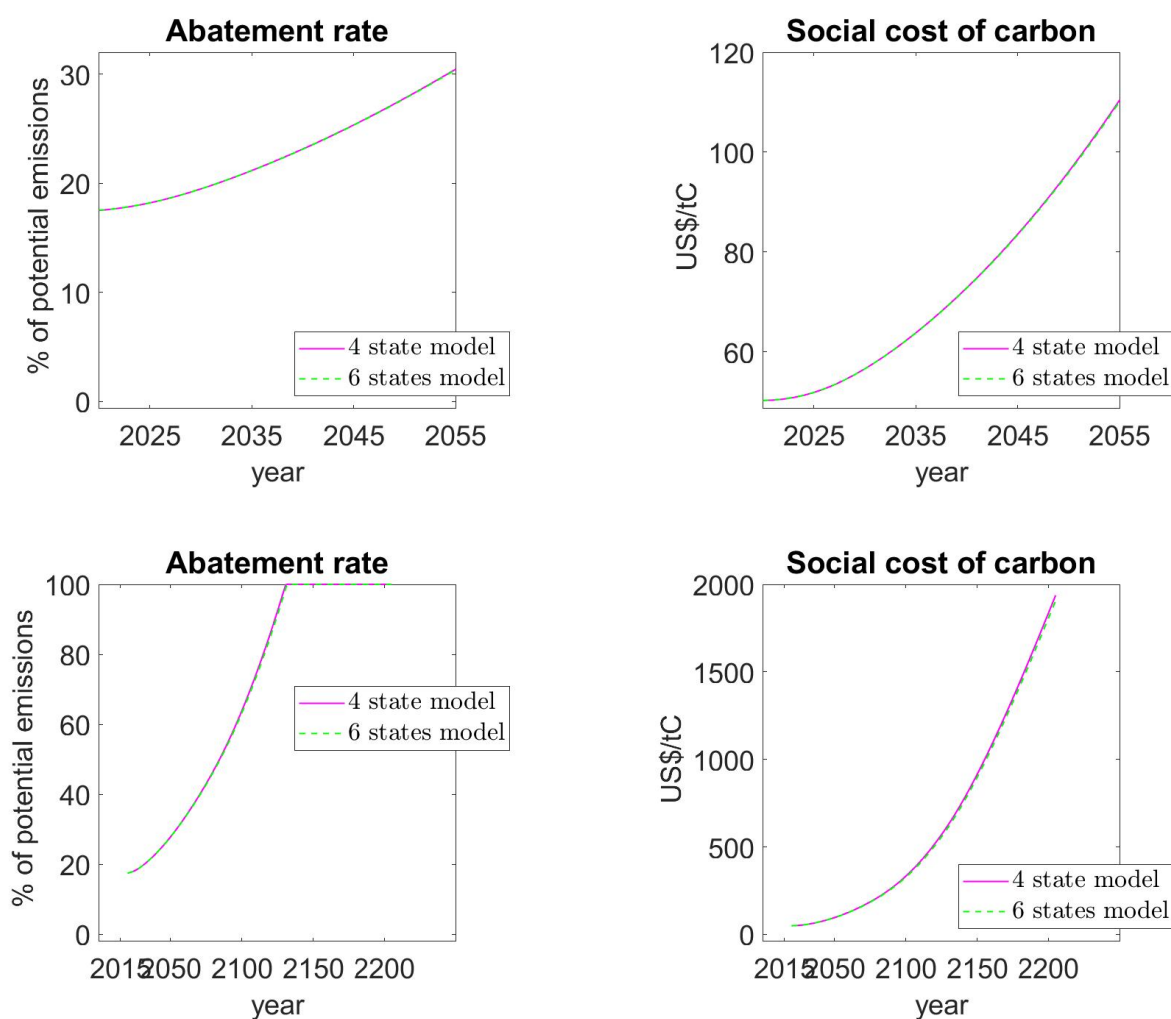 Abatement rate
% of potential emissions
30
20
10
0
2025 2035 2045 2055
year
4 state model
6 states model
Social cost of carbon
US$/tC
120
100
80
60
2025 2035 2045 2055
year
4 state model
6 states model
Abatement rate
% of potential emissions
100
80
60
40
20
0
2015 2050 2100 2150 2200
year
4 state model
6 states model
Social cost of carbon
US$/tC
2000
1500
1000
500
0
2015 2050 2100 2150 2200
year
4 state model
6 states model